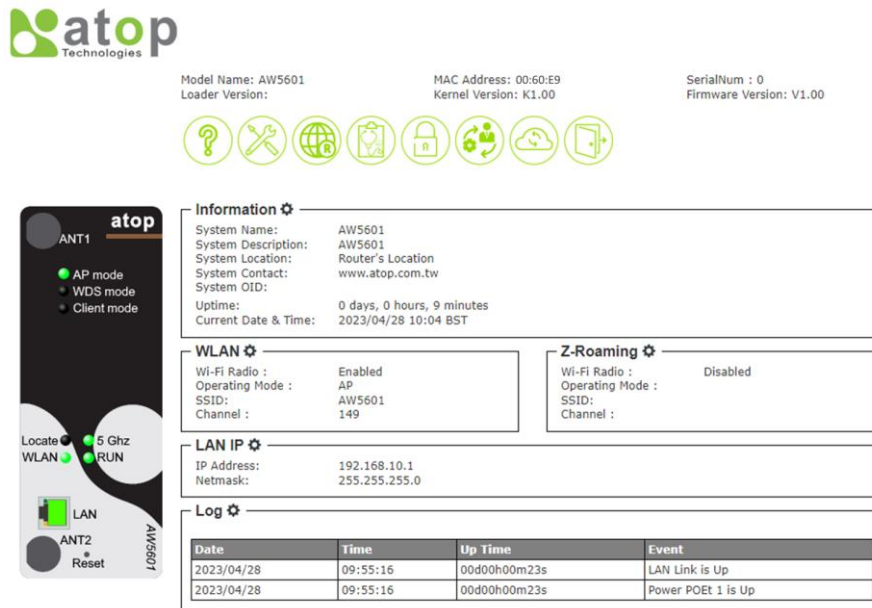 atop
Technologies
Model Name: AW5601 MAC Address: 00:60:E9 SerialNum : 0
Loader Version: Kernel Version: K1.00 Firmware Version: V1.00
R
atop
ANT1
AP mode
WDS mode
Client mode
Locate 5 Ghz
WLAN RUN
LAN
ANT2
Reset
AW5601
Information
System Name: AW5601
System Description: AW5601
System Location: Router's Location
System Contact: www.atop.com.tw
System OID:
Uptime: 0 days, 0 hours, 9 minutes
Current Date & Time: 2023/04/28 10:04 BST
WLAN
Wi-Fi Radio : Enabled
Operating Mode : AP
SSID: AW5601
Channel : 149
Z-Roaming
Wi-Fi Radio : Disabled
Operating Mode :
SSID:
Channel :
LAN IP
IP Address: 192.168.10.1
Netmask: 255.255.255.0
Log
Date Time Up Time Event
2023/04/28 09:55:16 00d00h00m23s LAN Link is Up
2023/04/28 09:55:16 00d00h00m23s Power POEt 1 is Up